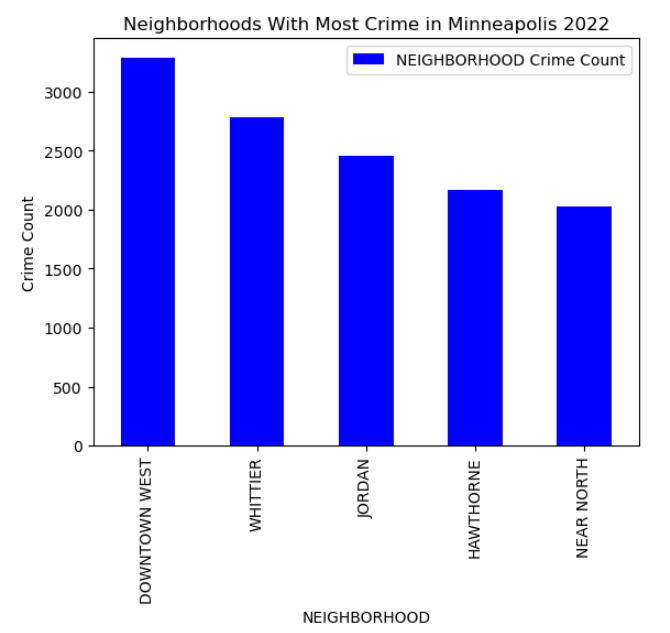 Neighborhoods With Most Crime in Minneapolis 2022
NEIGHBORHOOD Crime Count
Crime Count
3000
2500
2000
1500
1000
500
0
DOWNTOWN WEST
WHITTIER
JORDAN
HAWTHORNE
NEAR NORTH
NEIGHBORHOOD